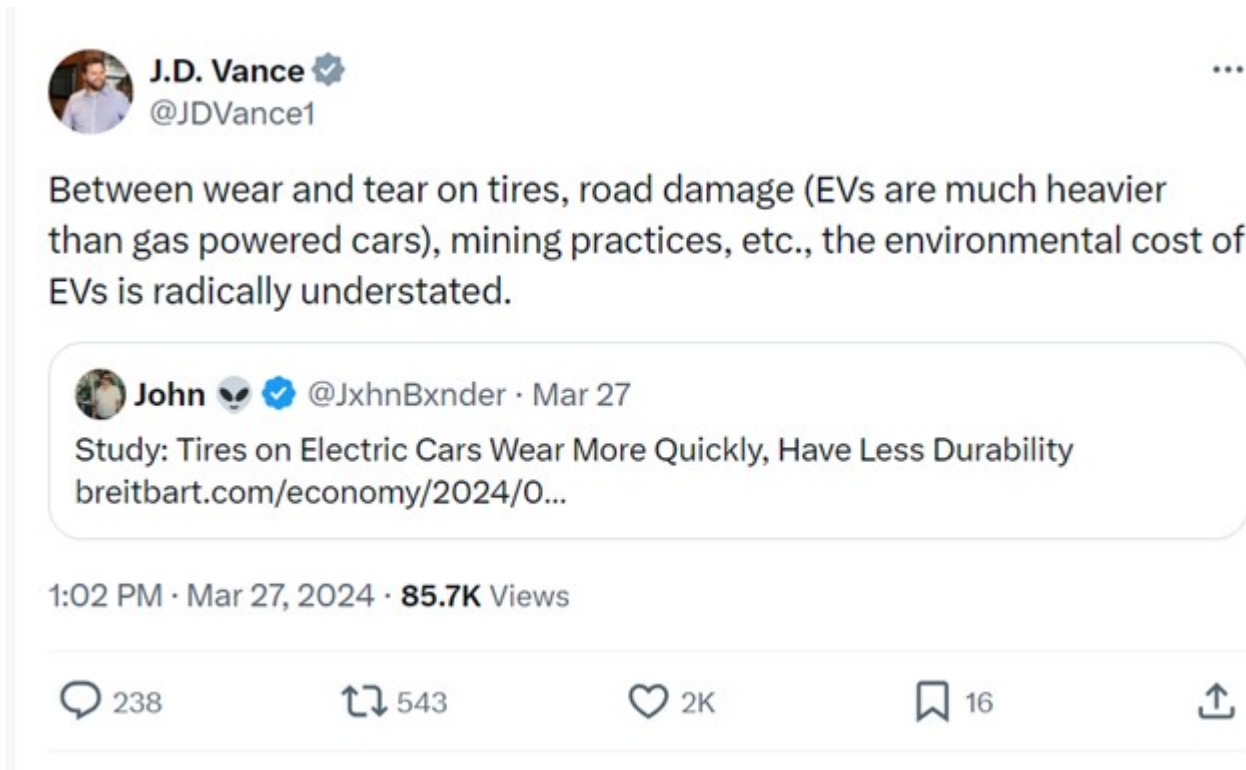 J.D. Vance
@JDVance1
Between wear and tear on tires, road damage (EVs are much heavier
than gas powered cars), mining practices, etc., the environmental cost of
EVs is radically understated.
John 👽 @JxhnBxnder · Mar 27
Study: Tires on Electric Cars Wear More Quickly, Have Less Durability
breitbart.com/economy/2024/0...
1:02 PM · Mar 27, 2024 · 85.7K Views
238 543 2K 16